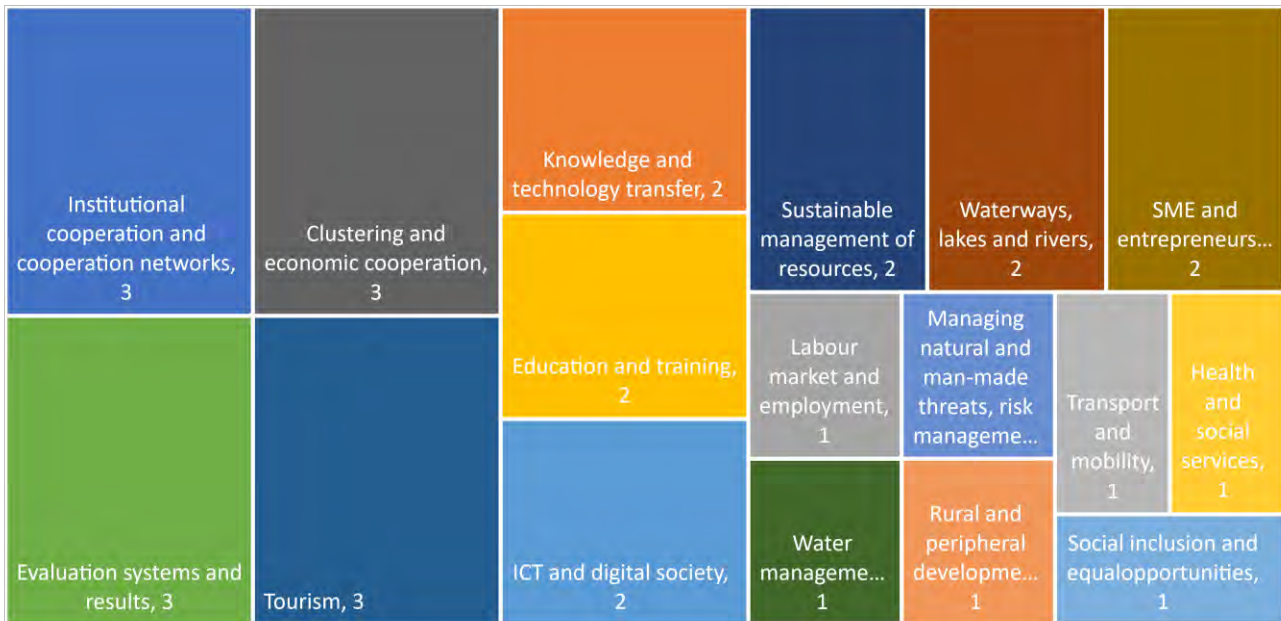 Institutional
cooperation and
cooperation networks,
3
Clustering and
economic cooperation,
3
Evaluation systems and
results, 3
Tourism, 3
Knowledge and
technology transfer, 2
Education and training,
2
ICT and digital society,
2
Sustainable
management of
resources, 2
Waterways,
lakes and rivers,
2
SME and
entrepreneurs...
2
Labour
market and
employment,
1
Managing
natural and
man-made
threats, risk
manageme...
Transport
and
mobility,
1
Health
and
social
services,
1
Water
manageme...
1
Rural and
peripheral
developme...
1
Social inclusion and
equalopportunities,
1